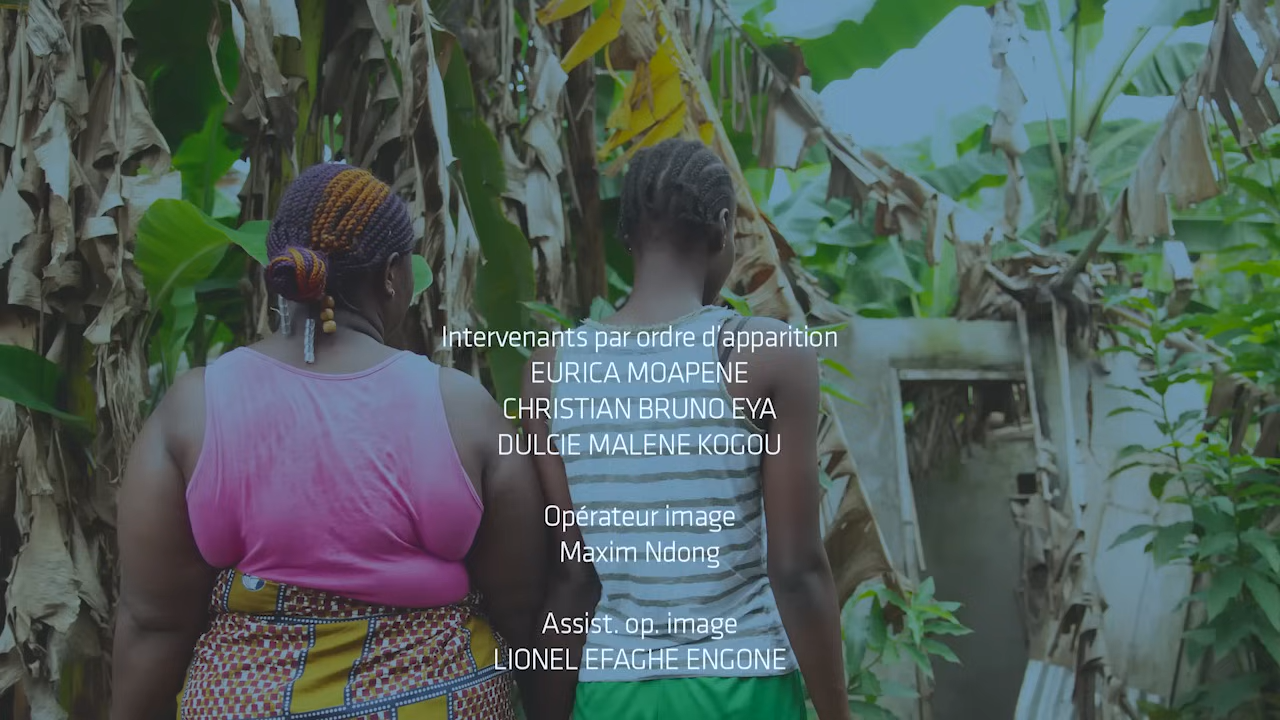 Intervenants par ordre d'apparition
EURICA MOAPENE
CHRISTIAN BRUNO EYA
DULCIE MALENE KOGOU
Opérateur image
Maxim Ndong
Assist. op. image
LIONEL EFAGHE ENGONE